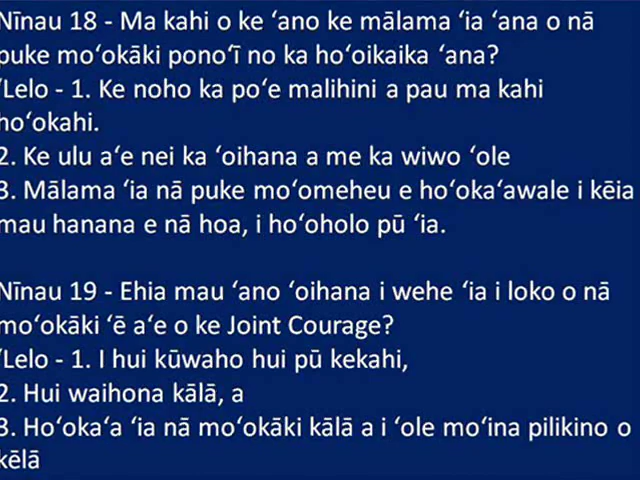 Nīnau 18 - Ma kahi o ke ʻano ke mālama ʻia ʻana o nā
puke moʻokāki ponoʻī no ka hoʻoikaika ʻana?
ʻLelo - 1. Ke noho ka poʻe malihini a pau ma kahi
hoʻokahi.
2. Ke ulu aʻe nei ka ʻoihana a me ka wiwo ʻole
3. Mālama ʻia nā puke moʻomeheu e hoʻokaʻawale i kēia
mau hanana e nā hoa, i hoʻoholo pū ʻia.
Nīnau 19 - Ehia mau ʻano ʻoihana i wehe ʻia i loko o nā
moʻokāki ʻē aʻe o ke Joint Courage?
ʻLelo - 1. I hui kūwaho hui pū kekahi,
2. Hui waihona kālā, a
3. Hoʻokaʻa ʻia nā moʻokāki kālā a i ʻole moʻina pilikino o
kēlā